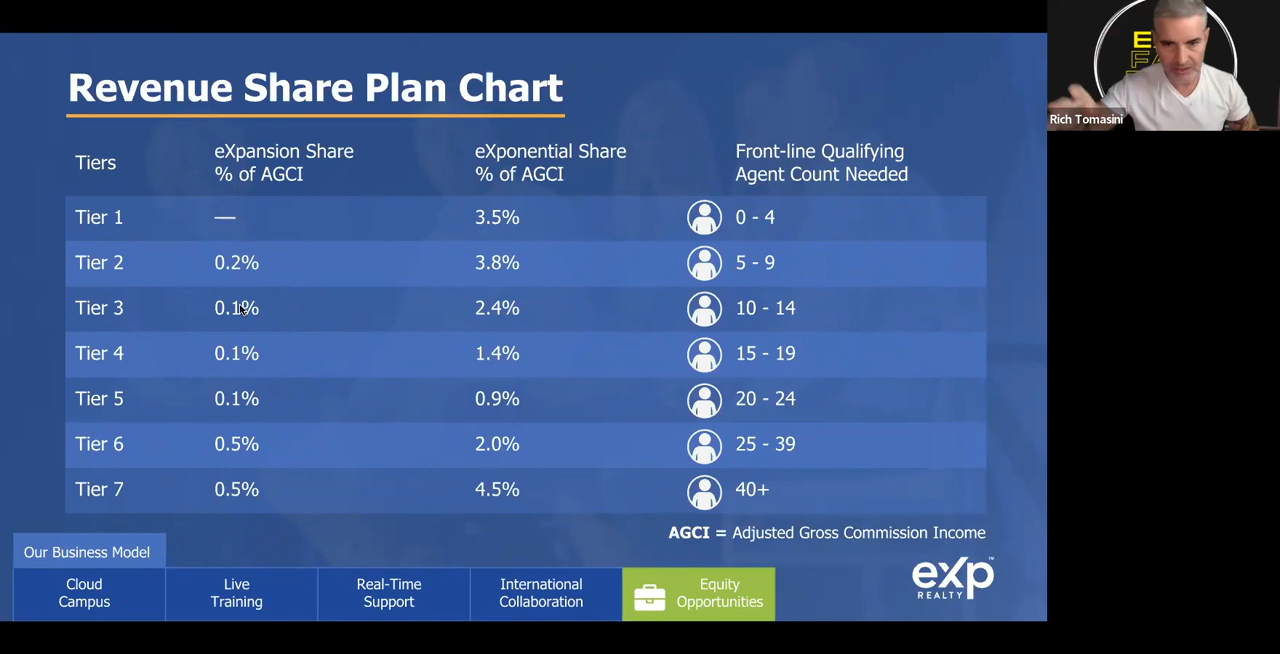 Revenue Share Plan Chart
Tiers
eXpansion Share
% of AGCI
eXponential Share
% of AGCI
Front-line Qualifying
Agent Count Needed
Tier 1 — 3.5% 0 - 4
Tier 2 0.2% 3.8% 5 - 9
Tier 3 0.1% 2.4% 10 - 14
Tier 4 0.1% 1.4% 15 - 19
Tier 5 0.1% 0.9% 20 - 24
Tier 6 0.5% 2.0% 25 - 39
Tier 7 0.5% 4.5% 40+
AGCI = Adjusted Gross Commission Income
Our Business Model
Cloud
Campus
Live
Training
Real-Time
Support
International
Collaboration
Equity
Opportunities
eXp™
REALTY
Rich Tomasini